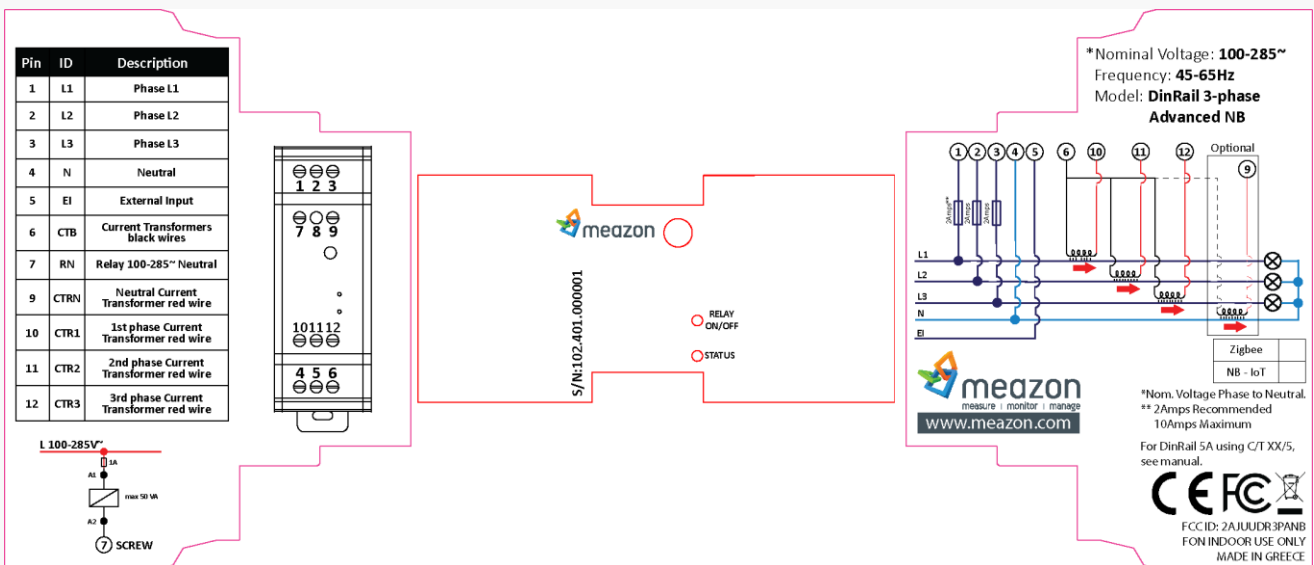 Pin ID Description
1 L1 Phase L1
2 L2 Phase L2
3 L3 Phase L3
4 N Neutral
5 EI External Input
6 CTB Current Transformers
black wires
7 RN Relay 100-285~ Neutral
9 CTRN Neutral Current
Transformer red wire
10 CTR1 1st phase Current
Transformer red wire
11 CTR2 2nd phase Current
Transformer red wire
12 CTR3 3rd phase Current
Transformer red wire
L 100-285V~
1A
A1
max 50 VA
A2
7 SCREW
1 2 3
7 8 9
10 11 12
4 5 6
meazon
S/N:102.401.000001
RELAY
ON/OFF
STATUS
*Nominal Voltage: 100-285~
Frequency: 45-65Hz
Model: DinRail 3-phase
Advanced NB
Optional
1 2 3 4 5 6 10 11 12 9
2Amps** 2Amps 2Amps
L1
L2
L3
N
EI
Zigbee
NB - IoT
meazon
measure | monitor | manage
www.meazon.com
*Nom. Voltage Phase to Neutral.
** 2Amps Recommended
10Amps Maximum
For DinRail 5A using C/T XX/5,
see manual.
CE FC
FCC ID: 2AJUUDR3PANB
FON INDOOR USE ONLY
MADE IN GREECE